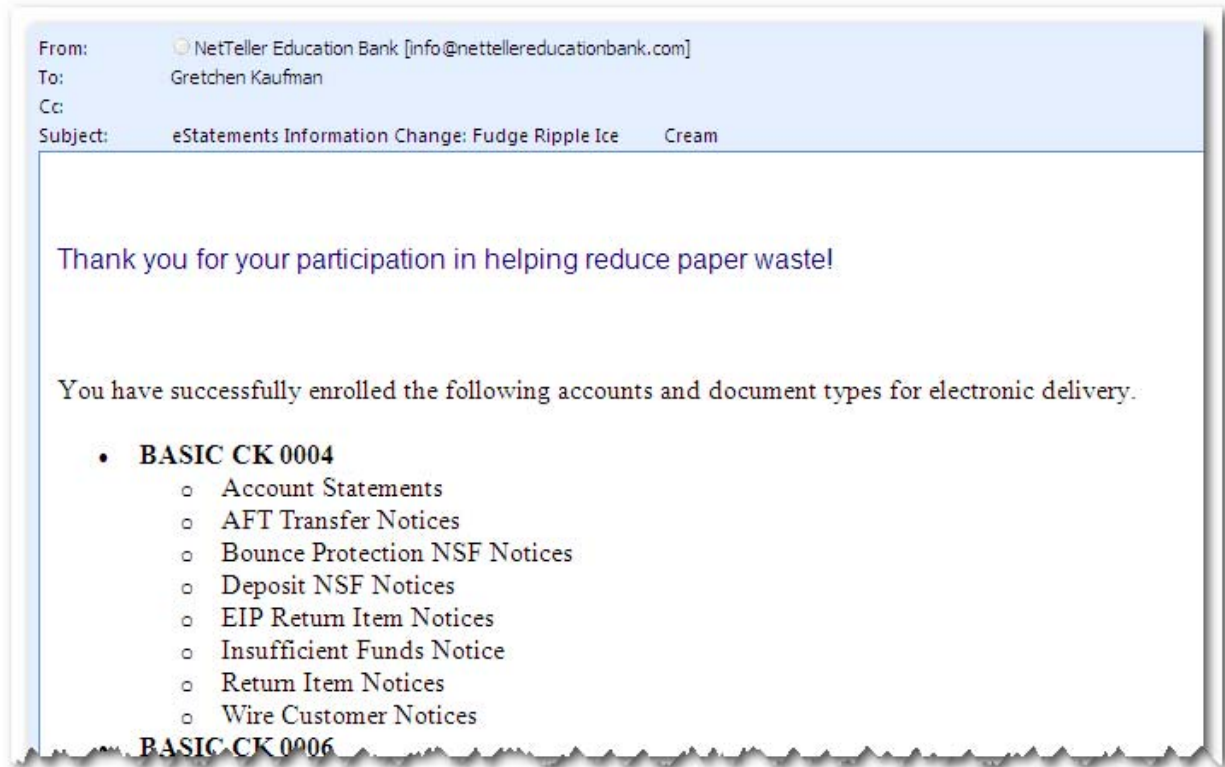 From: NetTeller Education Bank [info@nettellereducationbank.com]
To: Gretchen Kaufman
Cc:
Subject: eStatements Information Change: Fudge Ripple Ice Cream
Thank you for your participation in helping reduce paper waste!
You have successfully enrolled the following accounts and document types for electronic delivery.
• BASIC CK 0004
o Account Statements
o AFT Transfer Notices
o Bounce Protection NSF Notices
o Deposit NSF Notices
o EIP Return Item Notices
o Insufficient Funds Notice
o Return Item Notices
o Wire Customer Notices
• BASIC CK 0006